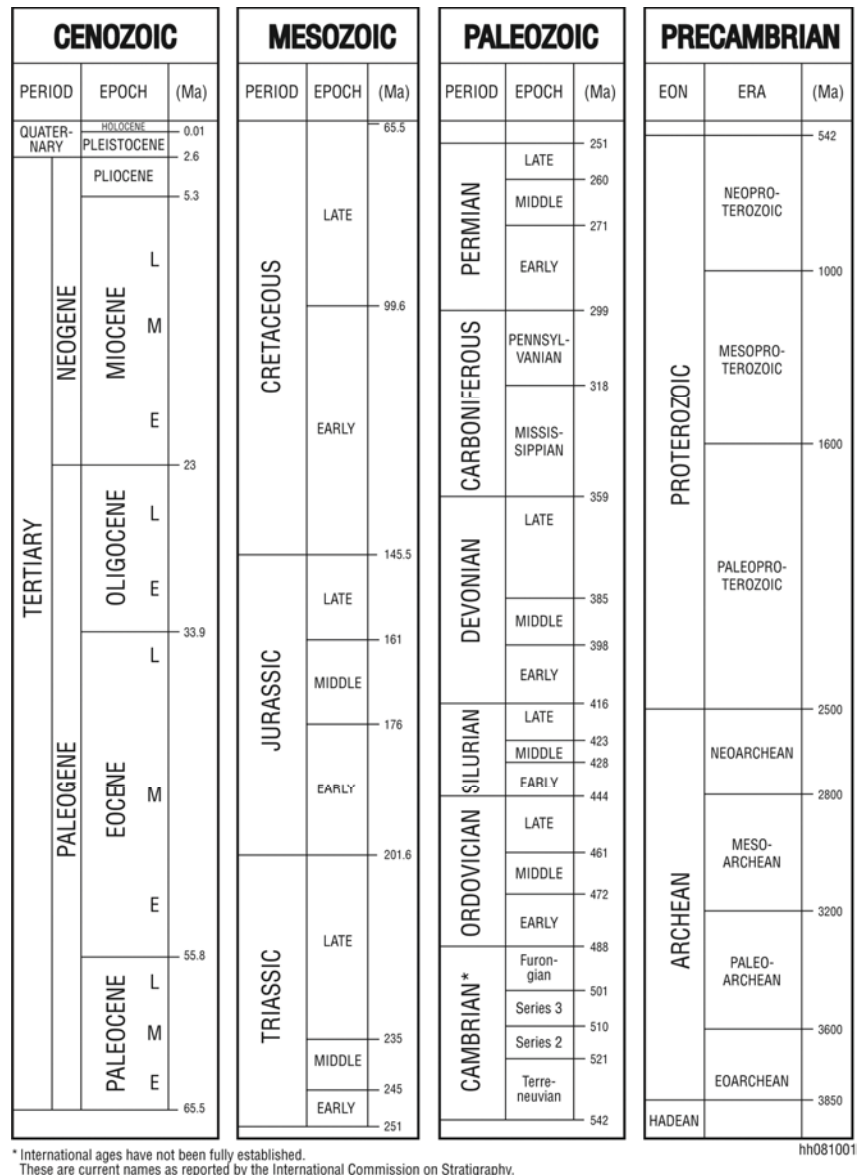 CENOZOIC
PERIOD EPOCH (Ma)
QUATER-
NARY
HOLOCENE
0.01
PLEISTOCENE
2.6
TERTIARY
NEOGENE
PLIOCENE
5.3
MIOCENE
L
M
E
23
PALEOGENE
OLIGOCENE
L
E
33.9
EOCENE
L
M
E
55.8
PALEOCENE
L
M
E
65.5
MESOZOIC
PERIOD EPOCH (Ma)
65.5
CRETACEOUS
LATE
99.6
EARLY
145.5
JURASSIC
LATE
161
MIDDLE
176
EARLY
201.6
TRIASSIC
LATE
235
MIDDLE
245
EARLY
251
PALEOZOIC
PERIOD EPOCH (Ma)
251
PERMIAN
LATE
260
MIDDLE
271
EARLY
299
CARBONIFEROUS
PENNSYL-
VANIAN
318
MISSIS-
SIPPIAN
359
DEVONIAN
LATE
385
MIDDLE
398
EARLY
416
SILURIAN
LATE
423
MIDDLE
428
EARLY
444
ORDOVICIAN
LATE
461
MIDDLE
472
EARLY
488
CAMBRIAN*
Furon-
gian
501
Series 3
510
Series 2
521
Terre-
neuvian
542
PRECAMBRIAN
EON ERA (Ma)
542
PROTEROZOIC
NEOPRO-
TEROZOIC
1000
MESOPRO-
TEROZOIC
1600
PALEOPRO-
TEROZOIC
2500
ARCHEAN
NEOARCHEAN
2800
MESO-
ARCHEAN
3200
PALEO-
ARCHEAN
3600
EOARCHEAN
3850
HADEAN
* International ages have not been fully established.
These are current names as reported by the International Commission on Stratigraphy.
hh081001